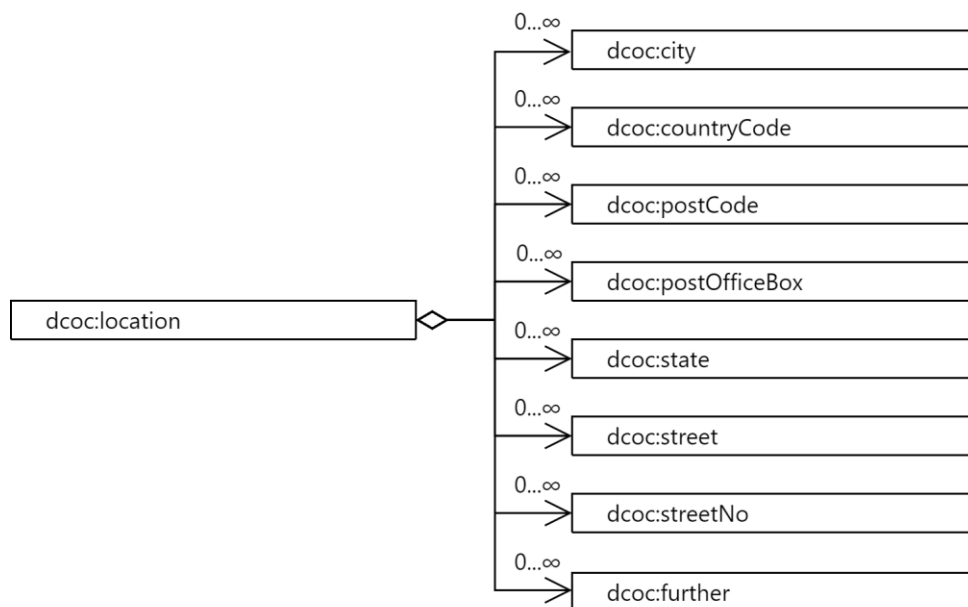 0...∞
dcoc:city
0...∞
dcoc:countryCode
0...∞
dcoc:postCode
0...∞
dcoc:postOfficeBox
dcoc:location
0...∞
dcoc:state
0...∞
dcoc:street
0...∞
dcoc:streetNo
0...∞
dcoc:further